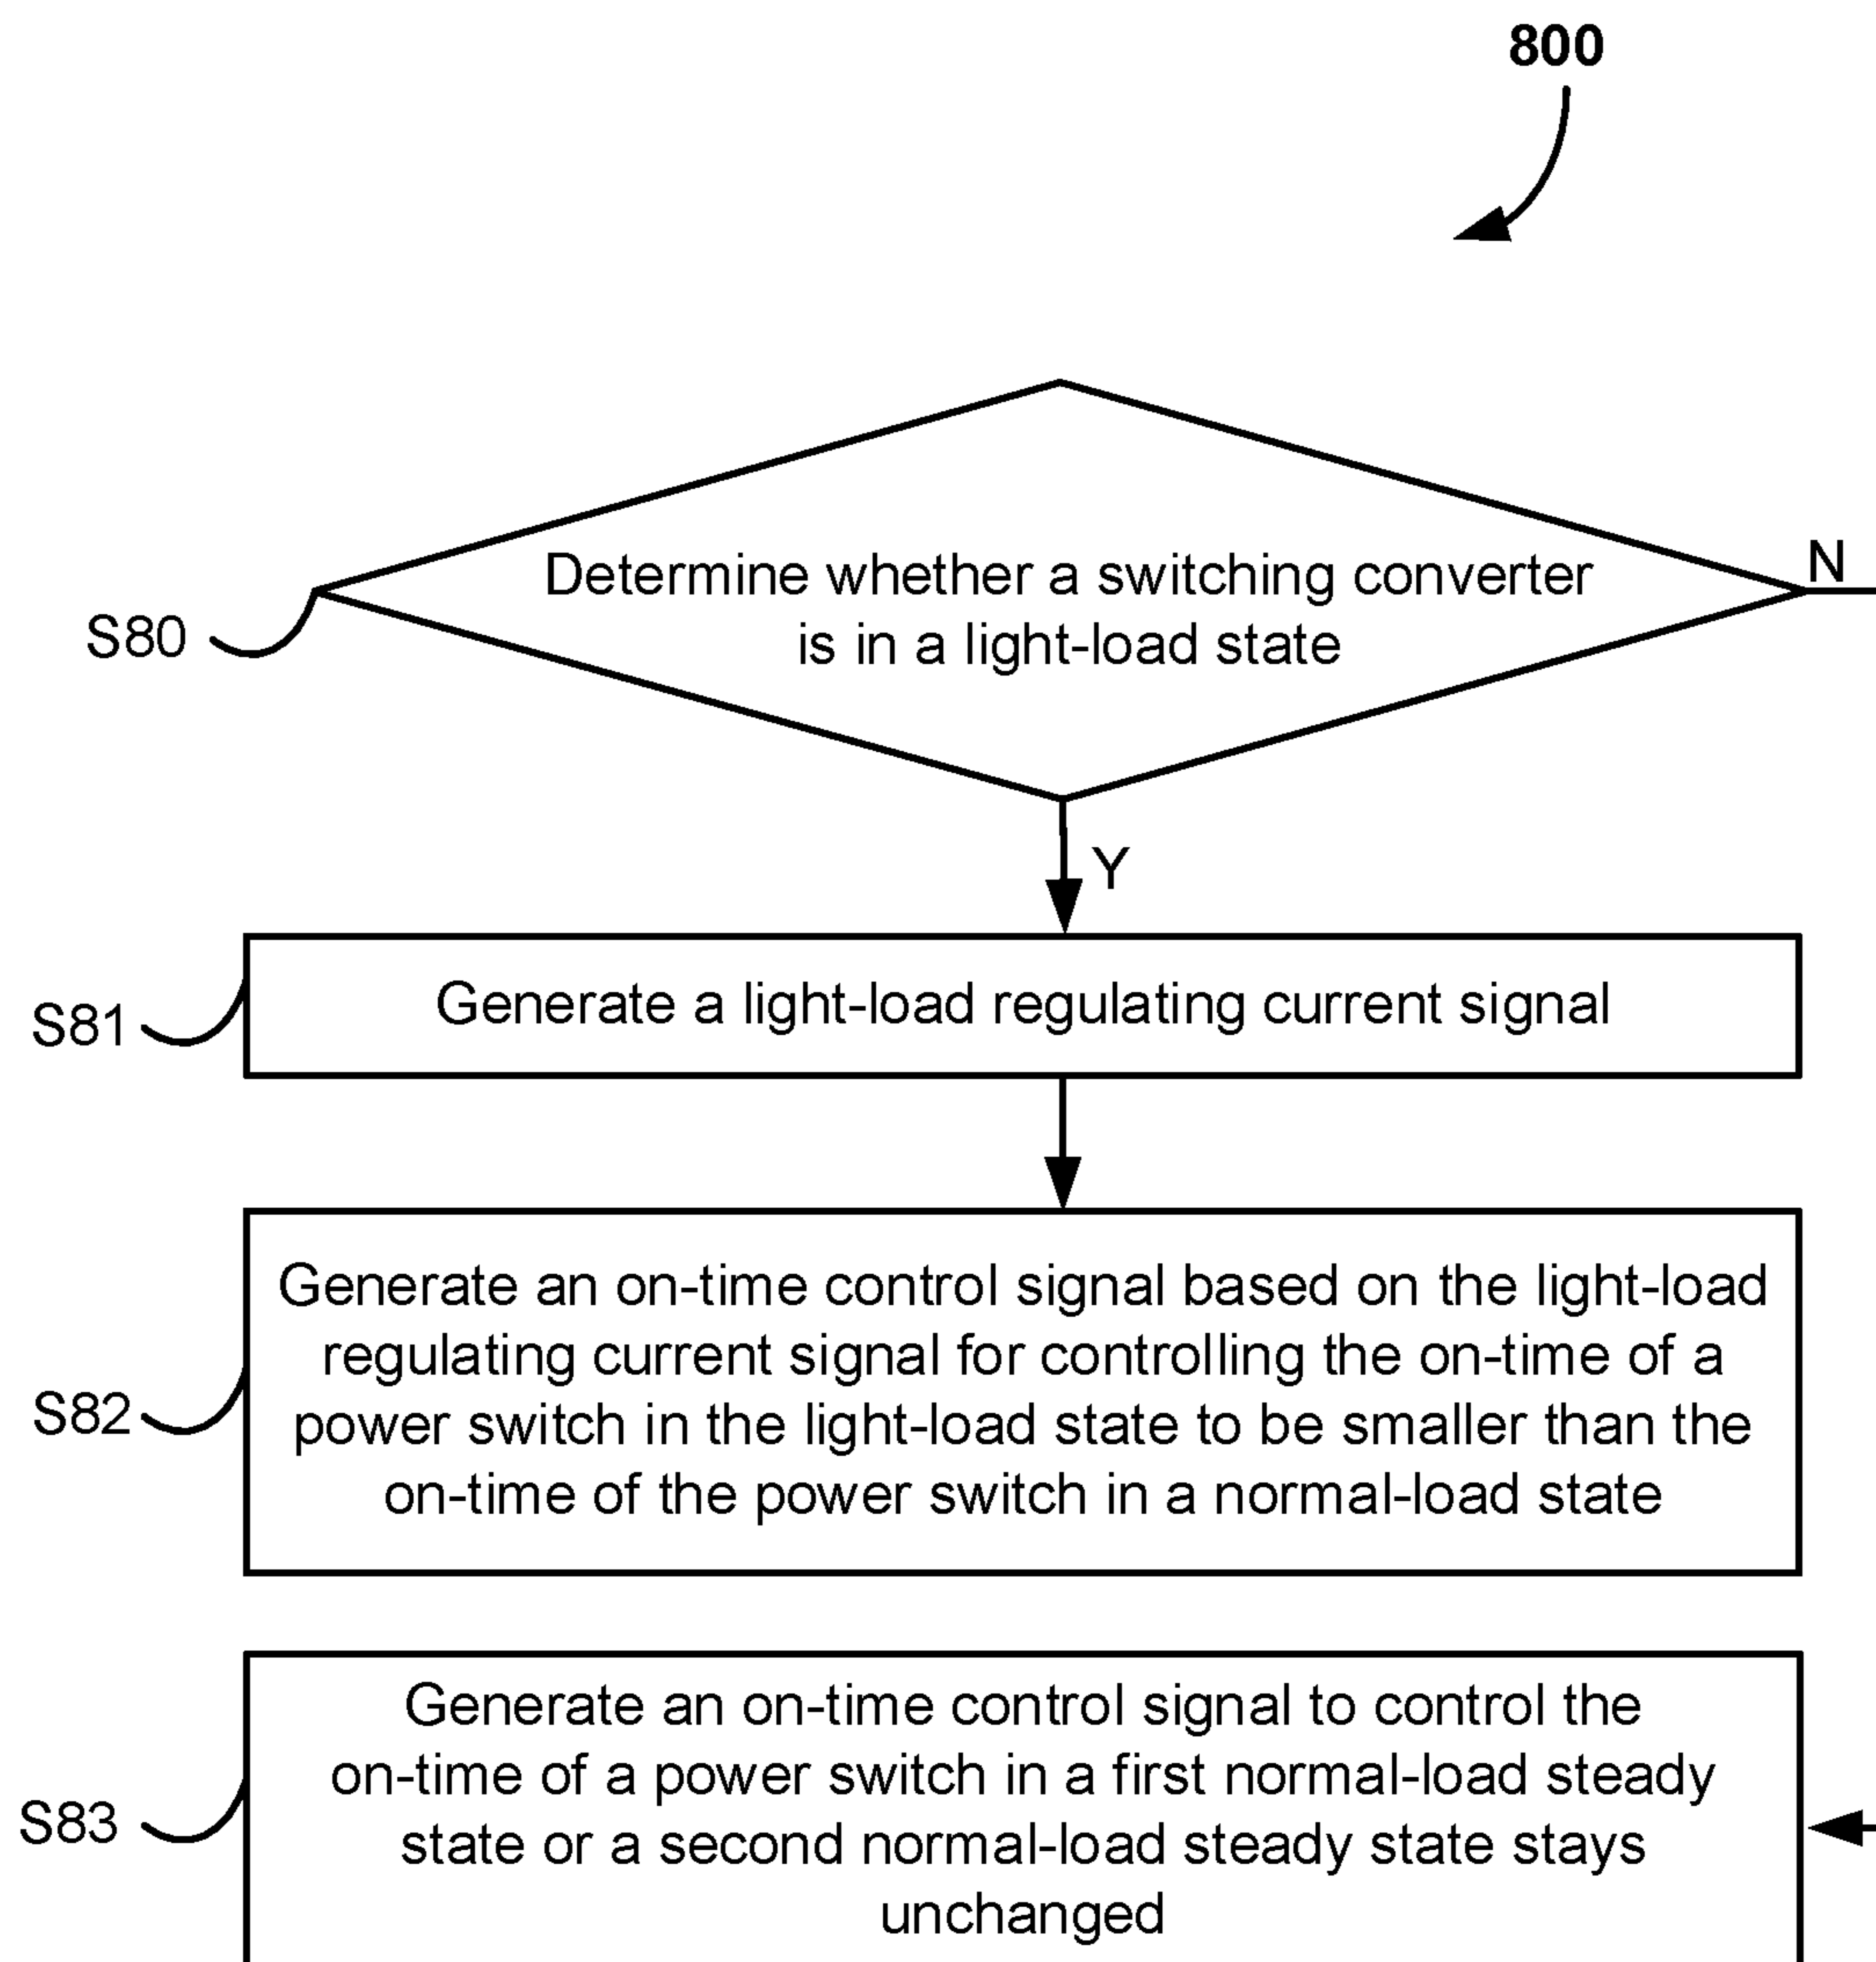 800
Determine whether a switching converter
is in a light-load state
N
S80
Y
S81
Generate a light-load regulating current signal
S82
Generate an on-time control signal based on the light-load
regulating current signal for controlling the on-time of a
power switch in the light-load state to be smaller than the
on-time of the power switch in a normal-load state
S83
Generate an on-time control signal to control the
on-time of a power switch in a first normal-load steady
state or a second normal-load steady state stays
unchanged